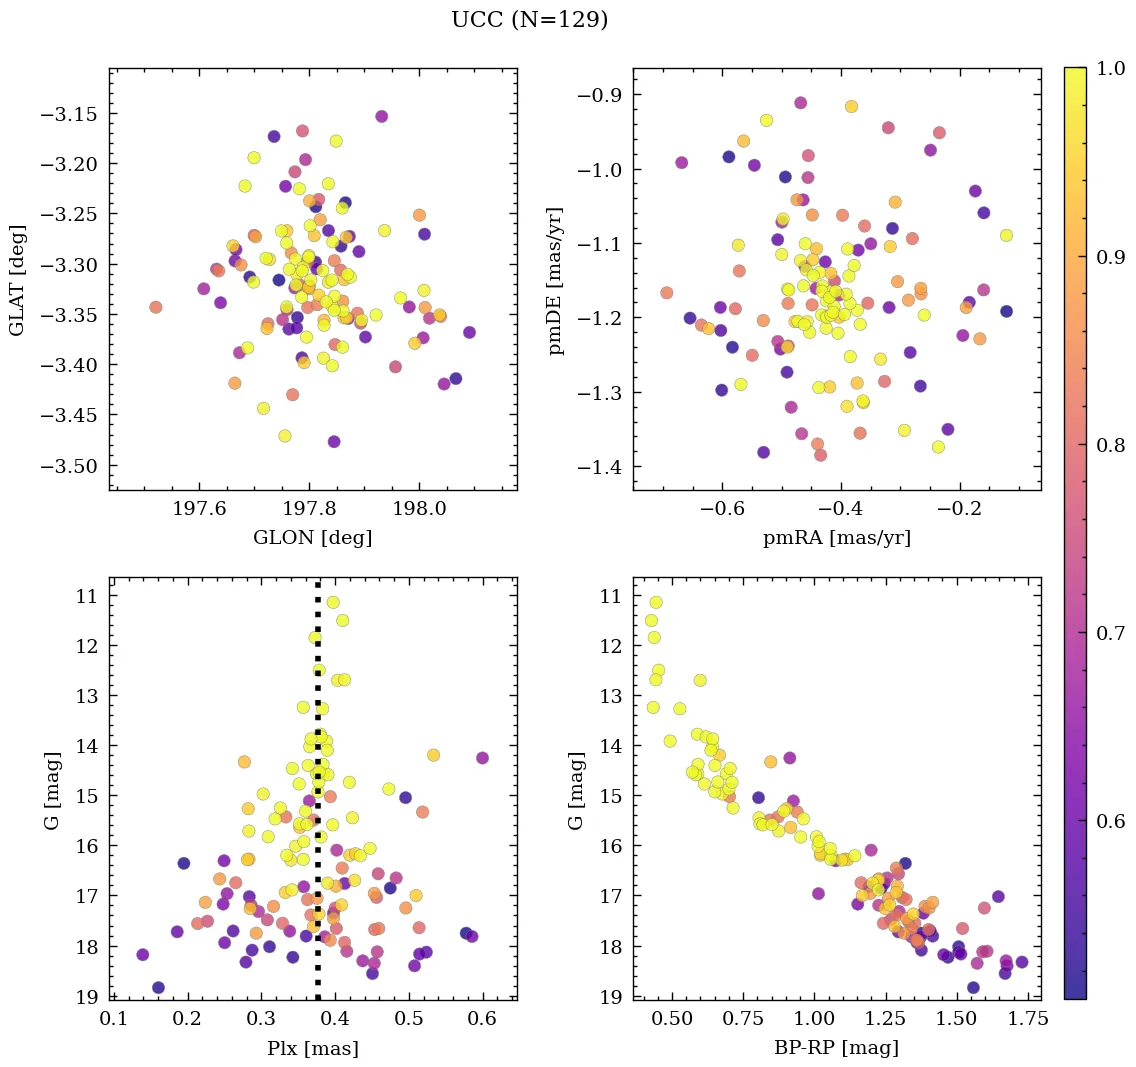 UCC (N=129)
−3.15
−3.20
−3.25
−3.30
−3.35
−3.40
−3.45
−3.50
GLAT [deg]
197.6 197.8 198.0
GLON [deg]
−0.9
−1.0
−1.1
−1.2
−1.3
−1.4
pmDE [mas/yr]
−0.6 −0.4 −0.2
pmRA [mas/yr]
11
12
13
14
15
16
17
18
19
G [mag]
0.1 0.2 0.3 0.4 0.5 0.6
Plx [mas]
11
12
13
14
15
16
17
18
19
G [mag]
0.50 0.75 1.00 1.25 1.50 1.75
BP-RP [mag]
1.0
0.9
0.8
0.7
0.6